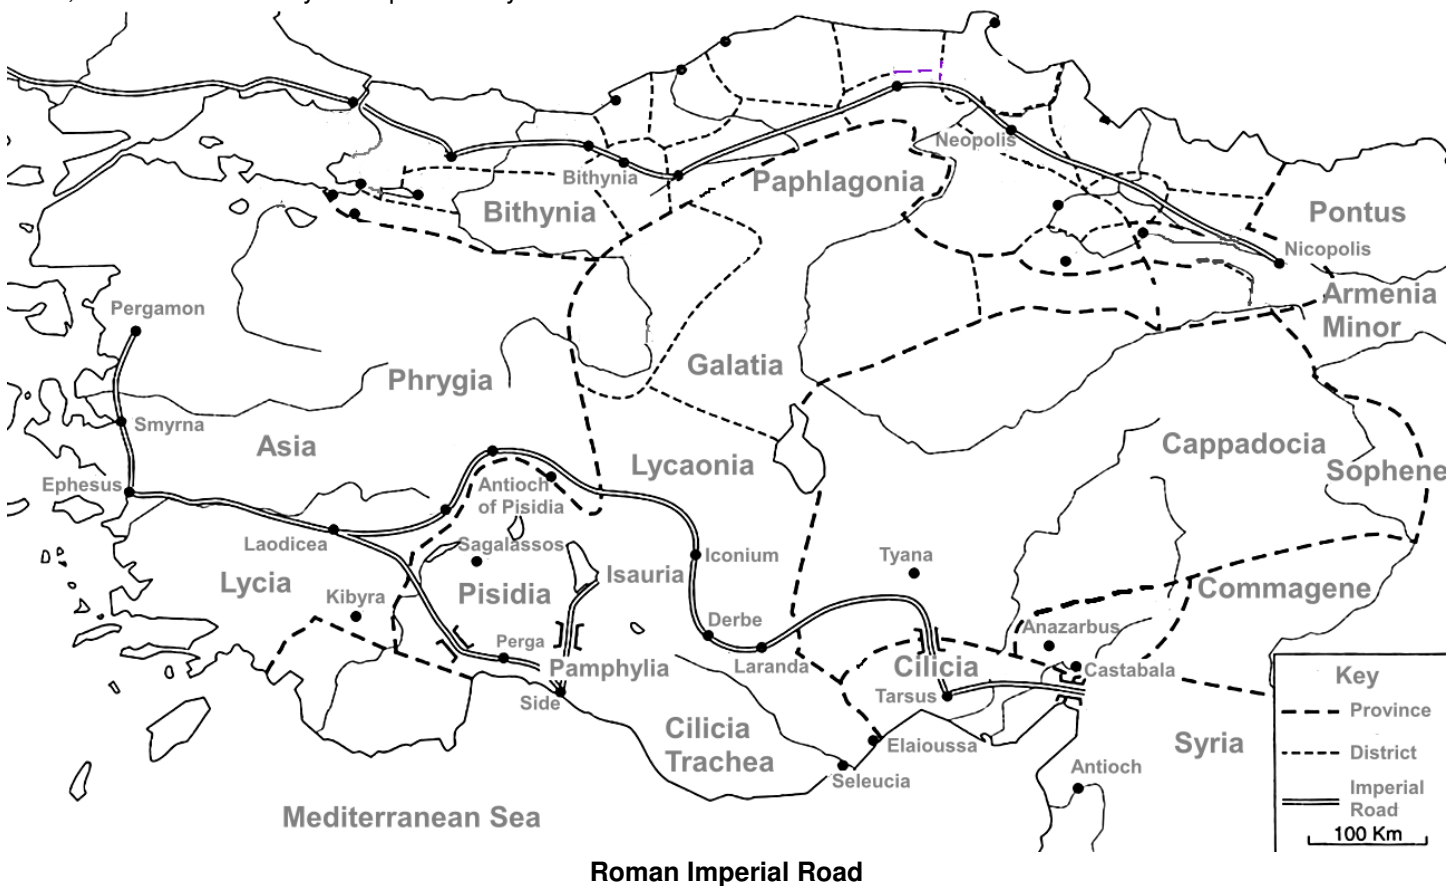 Neopolis
Bithynia
Paphlagonia
Bithynia
Pontus
Nicopolis
Armenia
Minor
Pergamon
Galatia
Phrygia
Smyrna
Asia
Cappadocia
Lycaonia
Sophene
Ephesus
Antioch
of Pisidia
Laodicea
Sagalassos
Iconium
Tyana
Isauria
Lycia
Pisidia
Commagene
Kibyra
Derbe
Anazarbus
Perga
Pamphylia
Laranda
Cilicia
Castabala
Side
Tarsus
Key
Province
District
Imperial
Road
100 Km
Cilicia
Trachea
Elaioussa
Syria
Seleucia
Antioch
Mediterranean Sea
Roman Imperial Road